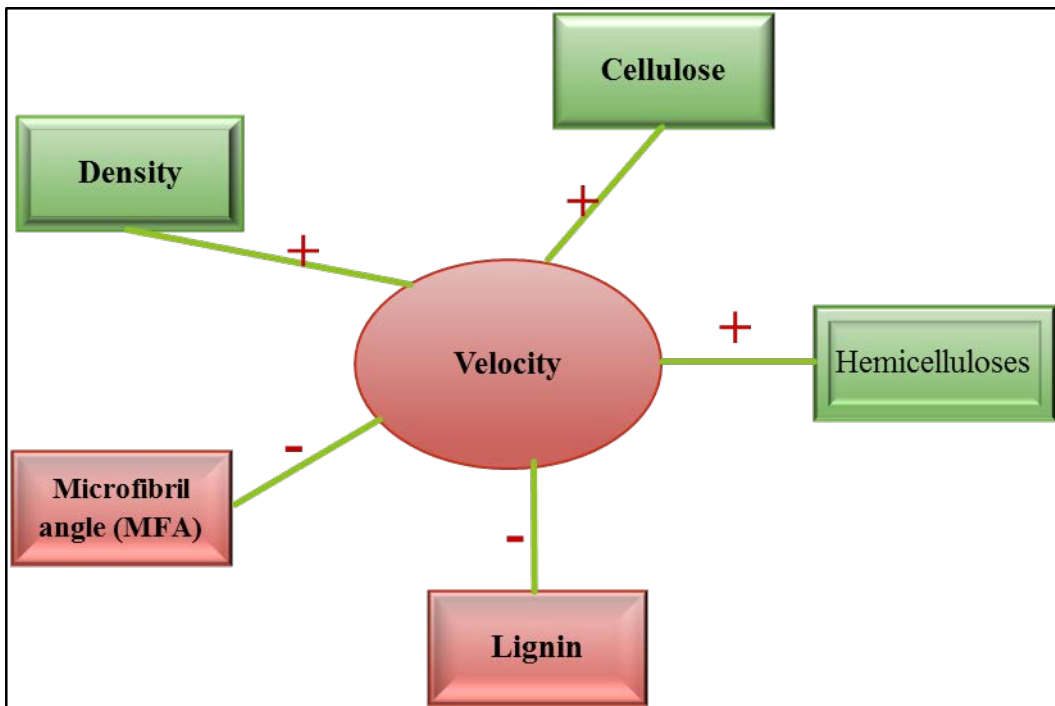 Cellulose
Density
+
+
+
Velocity
Hemicelluloses
-
Microfibril
angle (MFA)
-
Lignin